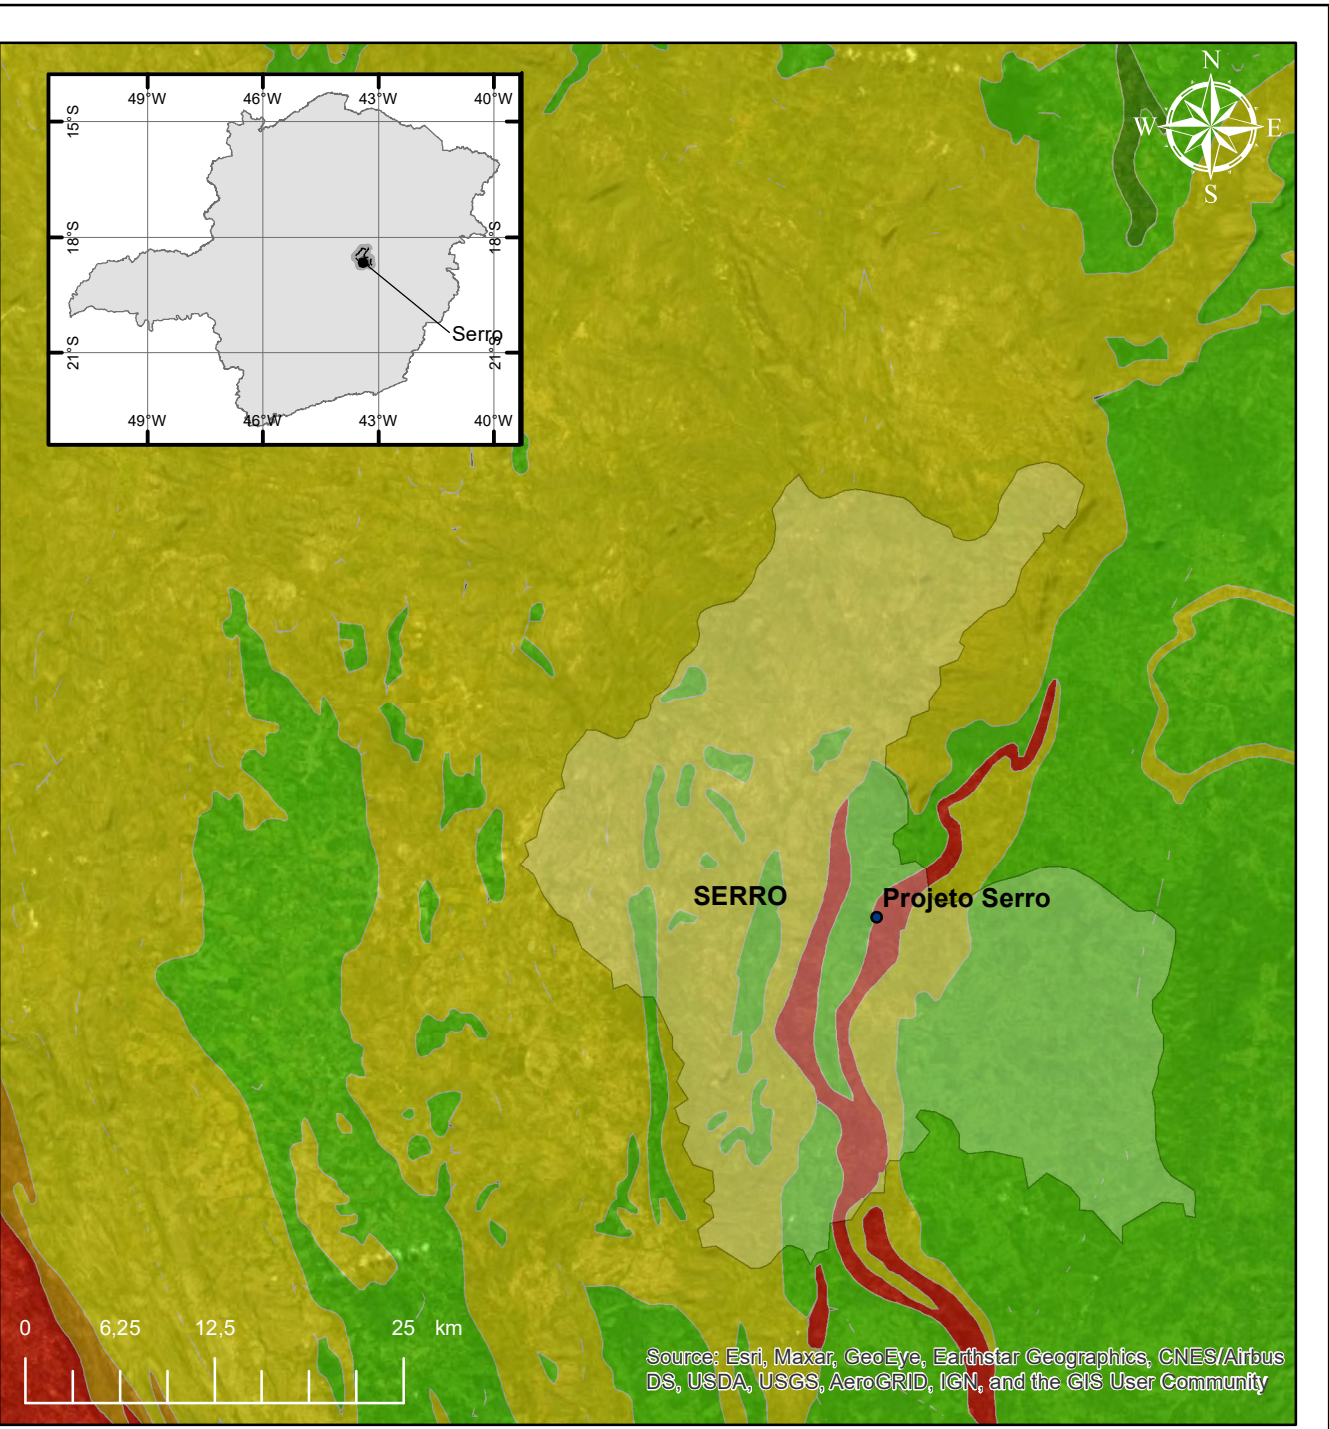 N
W E
S
49°W 46°W 43°W 40°W
15°S
18°S 18°S
Serro
21°S 21°S
49°W 46°W 43°W 40°W
SERRO
Projeto Serro
0 6,25 12,5 25 km
Source: Esri, Maxar, GeoEye, Earthstar Geographics, CNES/Airbus
DS, USDA, USGS, AeroGRID, IGN, and the GIS User Community